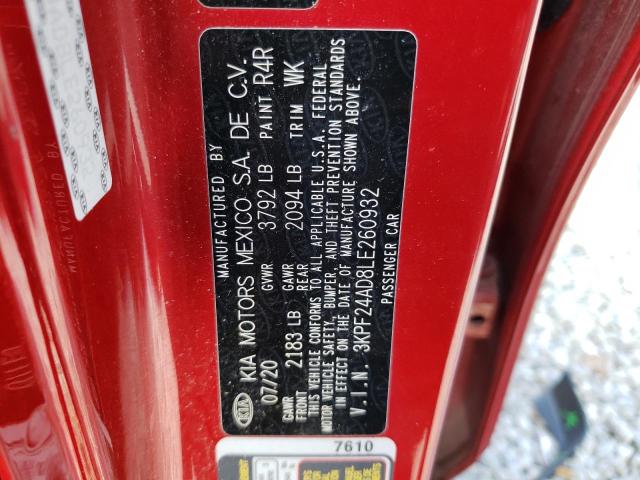 MANUFACTURED BY
KIA KIA MOTORS MEXICO S.A. DE C.V.
07/20 GVWR 3792 LB PAINT R4R
GAWR FRONT 2183 LB GAWR REAR 2094 LB TRIM WK
THIS VEHICLE CONFORMS TO ALL APPLICABLE U.S.A. FEDERAL
MOTOR VEHICLE SAFETY, BUMPER, AND THEFT PREVENTION STANDARDS
IN EFFECT ON THE DATE OF MANUFACTURE SHOWN ABOVE.
V.I.N. 3KPF24AD8LE260932
PASSENGER CAR
7610